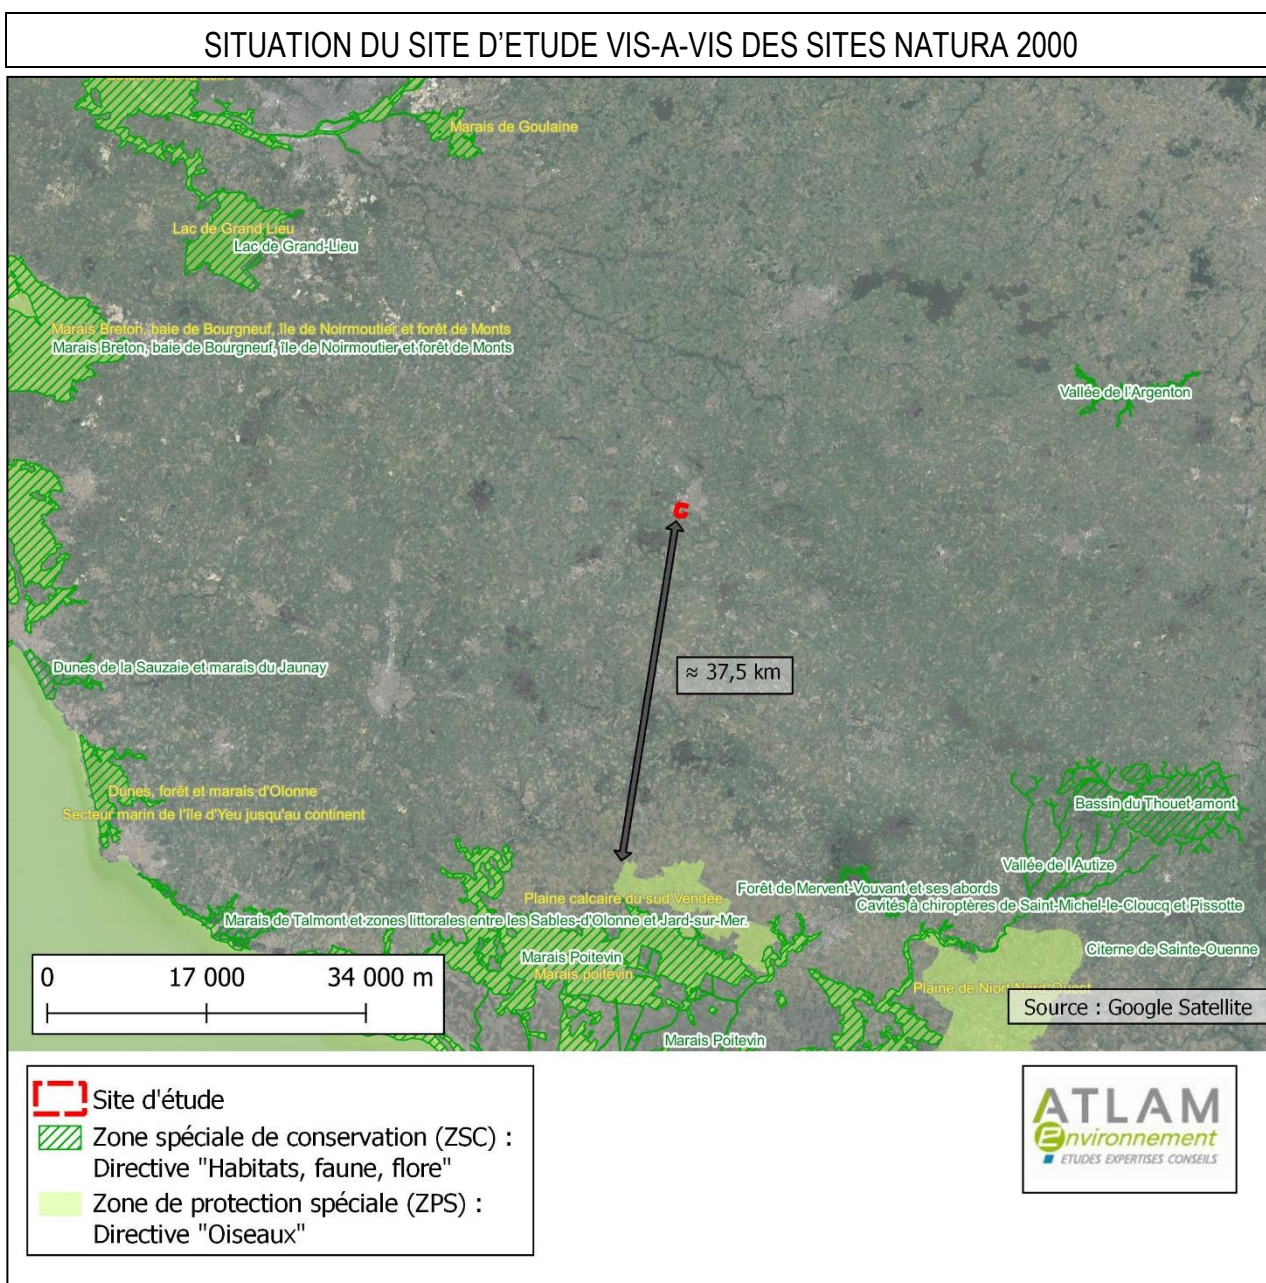 SITUATION DU SITE D'ETUDE VIS-A-VIS DES SITES NATURA 2000
Marais de Goulaine
Lac de Grand Lieu
Lac de Grand-Lieu
Marais Breton, baie de Bourgneuf, île de Noirmoutier et forêt de Monts
Marais Breton, baie de Bourgneuf, île de Noirmoutier et forêt de Monts
Vallée de l'Argenton
≈ 37,5 km
Dunes de la Sauzaie et marais du Jaunay
Dunes, forêt et marais d'Olonne
Secteur marin de l'île d'Yeu jusqu'au continent
Bassin du Thouet amont
Vallée de l'Autize
Forêt de Mervent-Vouvant et ses abords
Plaine calcaire du sud Vendée
Cavités à chiroptères de Saint-Michel-le-Cloucq et Pissotte
Marais de Talmont et zones littorales entre les Sables-d'Olonne et Jard-sur-Mer.
Citerne de Sainte-Ouenne
Marais Poitevin
Marais poitevin
Plaine de Niort Nord-Ouest
Marais Poitevin
0 17 000 34 000 m
Source : Google Satellite
Site d'étude
Zone spéciale de conservation (ZSC) :
Directive "Habitats, faune, flore"
Zone de protection spéciale (ZPS) :
Directive "Oiseaux"
ATLAM
Environnement
ETUDES EXPERTISES CONSEILS